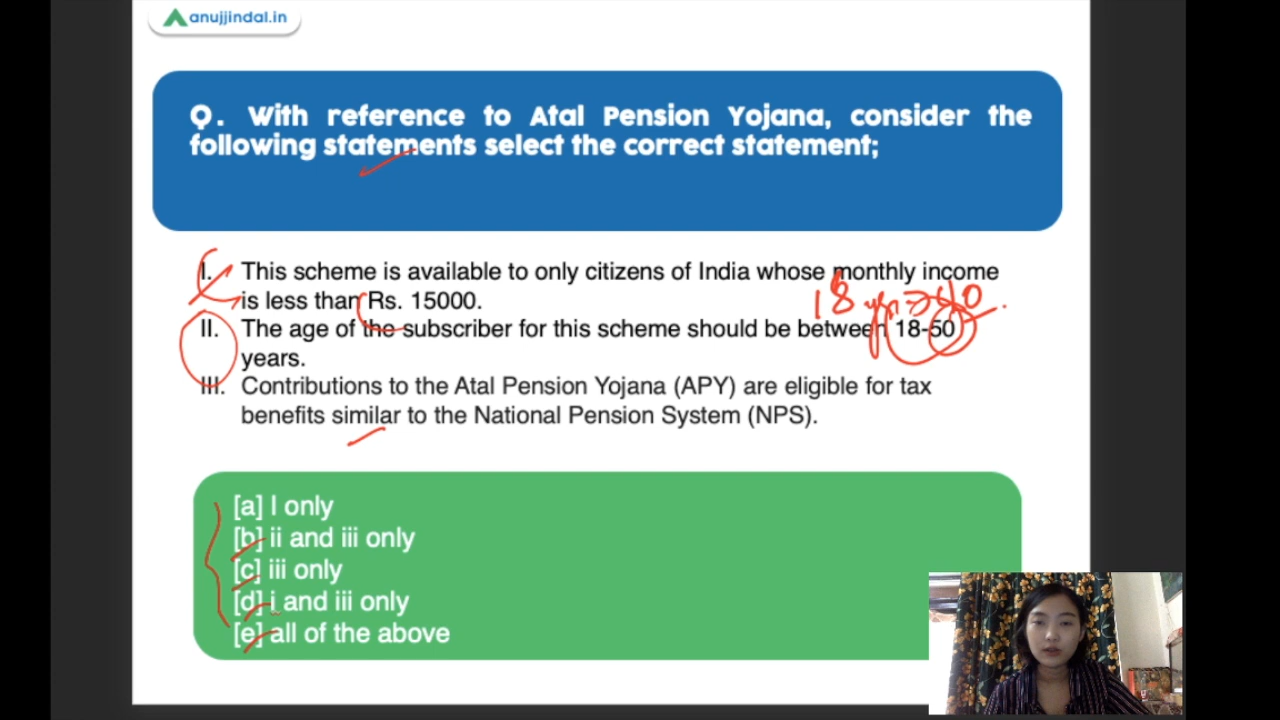 anujjindal.in
Q. With reference to Atal Pension Yojana, consider the
following statements select the correct statement;
I. This scheme is available to only citizens of India whose monthly income
is less than Rs. 15000.
18 yrs => 40
II. The age of the subscriber for this scheme should be between 18-50
years.
III. Contributions to the Atal Pension Yojana (APY) are eligible for tax
benefits similar to the National Pension System (NPS).
[a] I only
[b] ii and iii only
[c] iii only
[d] i and iii only
[e] all of the above